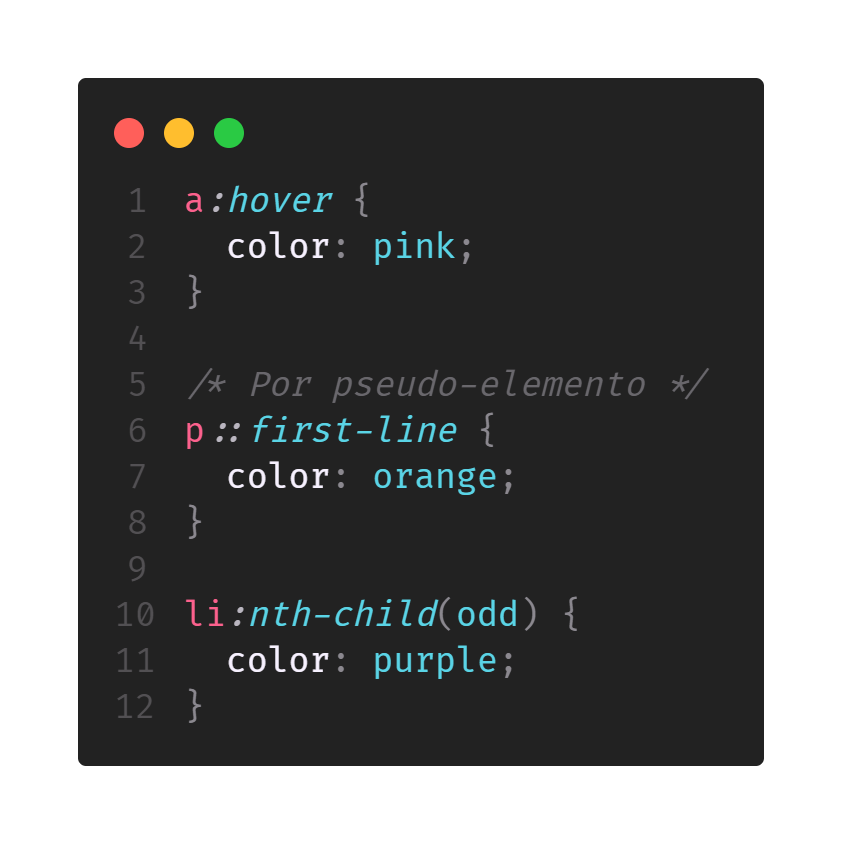 1 a:hover {
2   color: pink;
3 }
4
5 /* Por pseudo-elemento */
6 p::first-line {
7   color: orange;
8 }
9
10 li:nth-child(odd) {
11   color: purple;
12 }